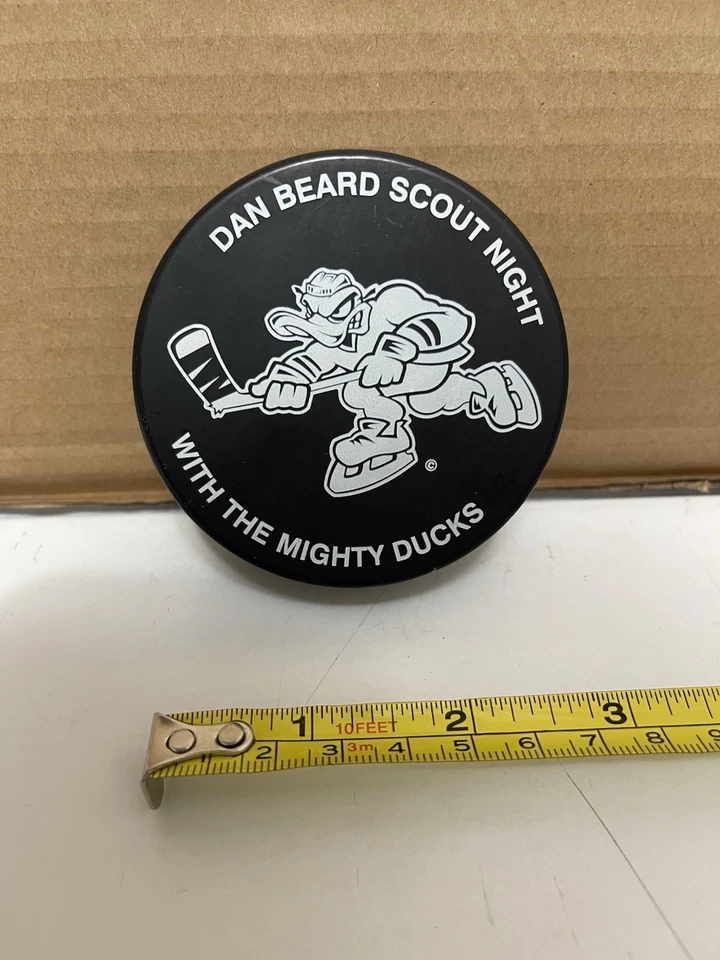 DAN BEARD SCOUT NIGHT
©
WITH THE MIGHTY DUCKS
1 10FEET 2 3
2 3 3m 4 5 6 7 8 9